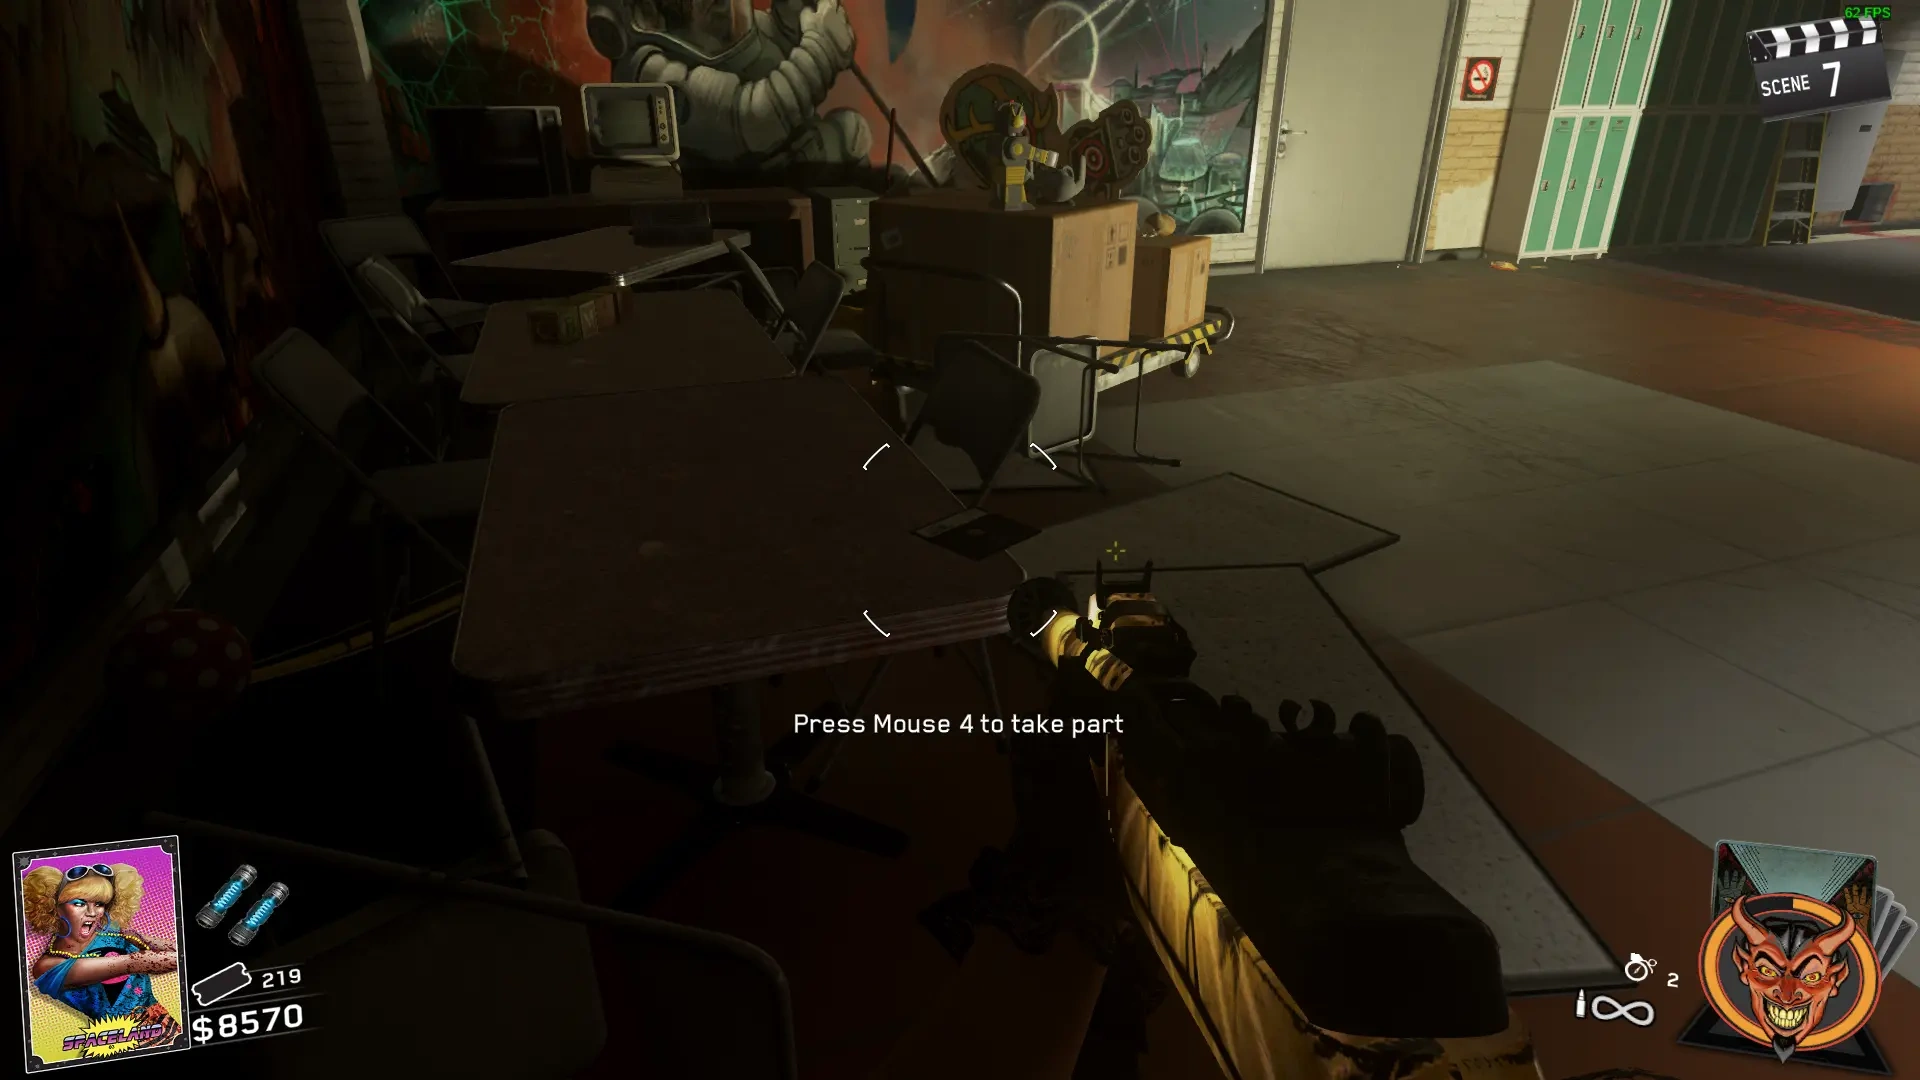 62 FPS
SCENE 7
Press Mouse 4 to take part
219
$8570
SPACELAND
2